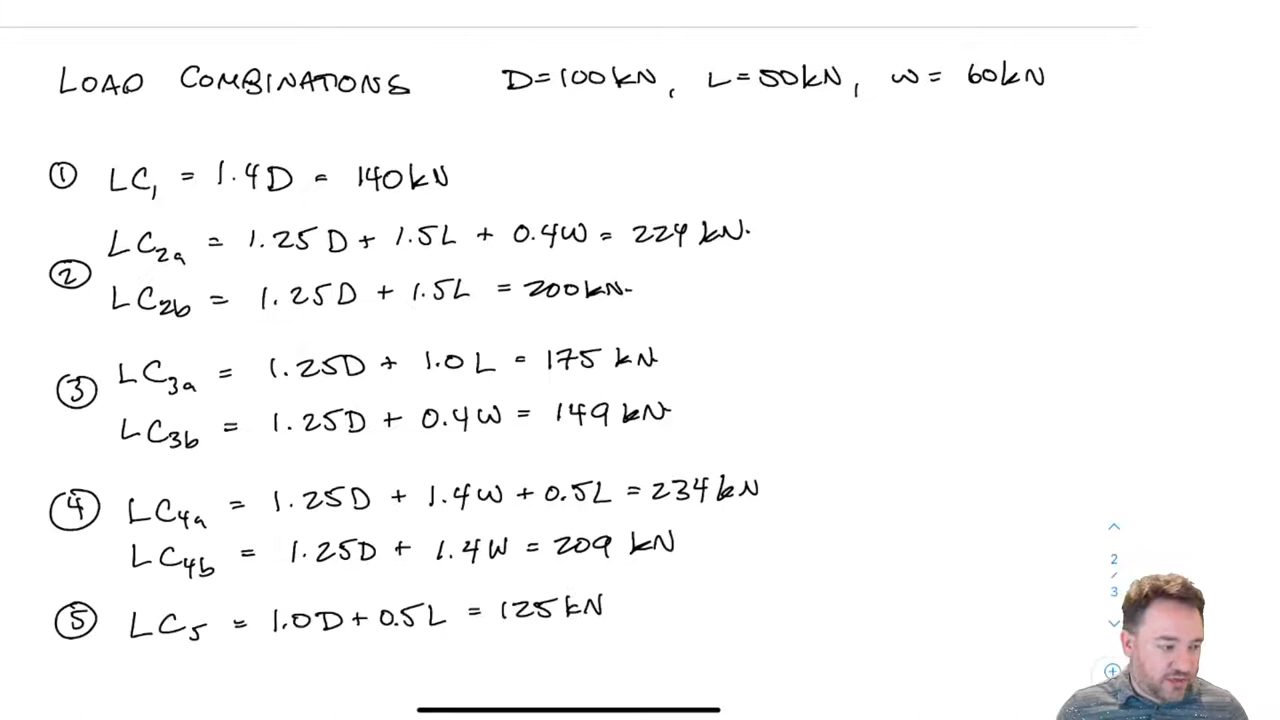 LOAD COMBINATIONS D=100kN, L=50kN, W=60kN
① LC1 = 1.4D = 140kN
LC2a = 1.25D + 1.5L + 0.4W = 224 kN.
②
LC2b = 1.25D + 1.5L = 200kN.
LC3a = 1.25D + 1.0L = 175 kN
③
LC3b = 1.25D + 0.4W = 149 kN
④ LC4a = 1.25D + 1.4W + 0.5L = 234 kN
LC4b = 1.25D + 1.4W = 209 kN
⑤ LC5 = 1.0D + 0.5L = 125kN
2
/
3